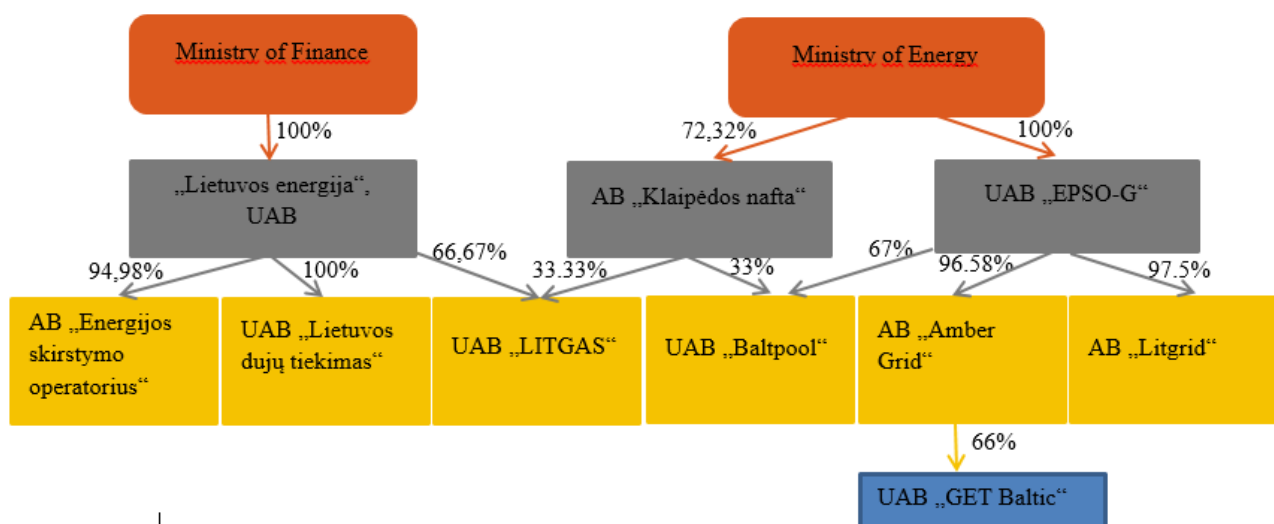 Ministry of Finance
Ministry of Energy
100%
72,32%
100%
„Lietuvos energija“,
UAB
AB „Klaipėdos nafta“
UAB „EPSO-G“
94,98%
100%
66,67%
33.33%
33%
67%
96.58%
97.5%
AB „Energijos
skirstymo
operatorius“
UAB „Lietuvos
dujų tiekimas“
UAB „LITGAS“
UAB „Baltpool“
AB „Amber
Grid“
AB „Litgrid“
66%
UAB „GET Baltic“